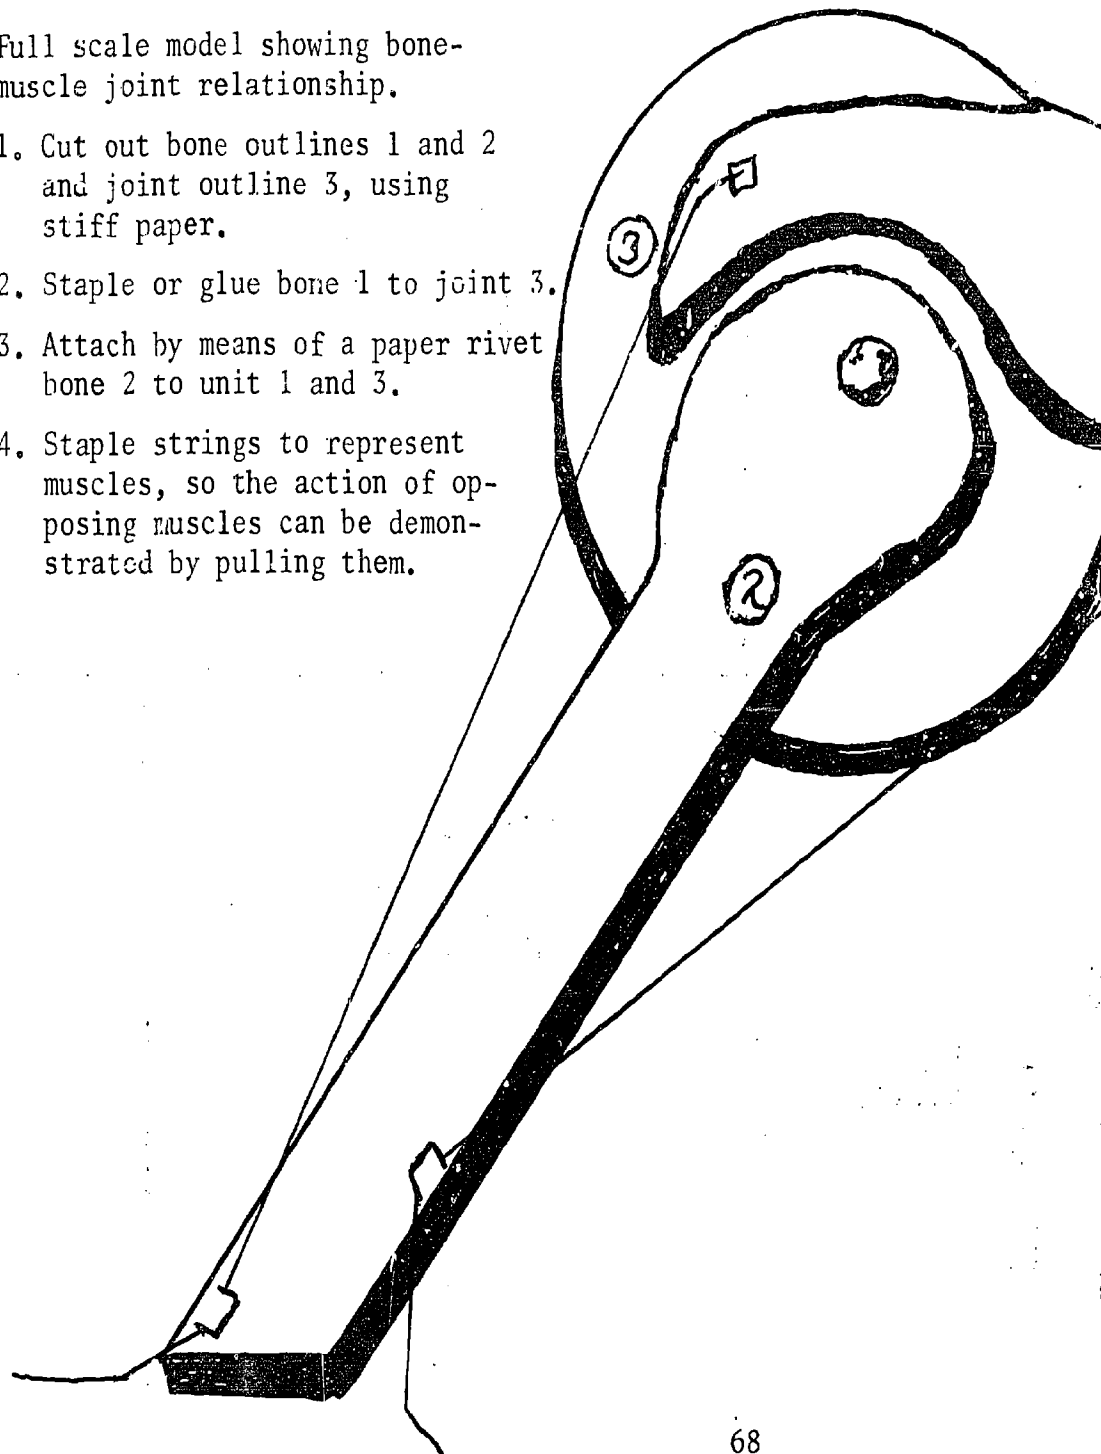 Full scale model showing bone-
muscle joint relationship.
1. Cut out bone outlines 1 and 2
and joint outline 3, using
stiff paper.
2. Staple or glue bone 1 to joint 3.
3. Attach by means of a paper rivet
bone 2 to unit 1 and 3.
4. Staple strings to represent
muscles, so the action of op-
posing muscles can be demon-
strated by pulling them.
3
2
68